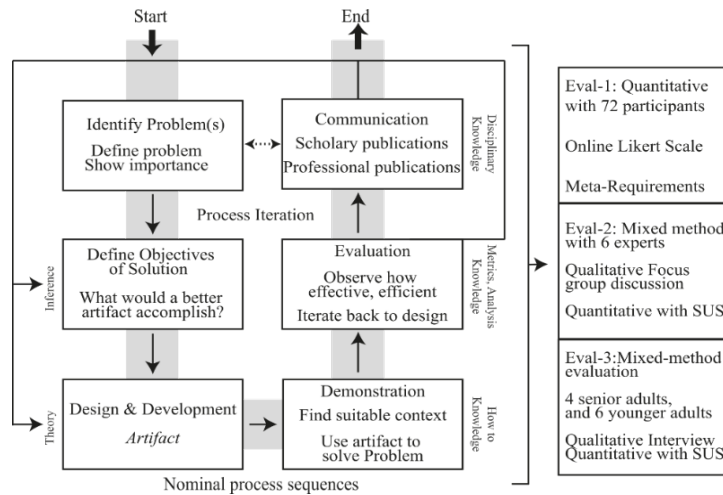 Start
End
Identify Problem(s)
Define problem
Show importance
Communication
Scholary publications
Professional publications
Disciplinary
Knowledge
Process Iteration
Define Objectives
of Solution
What would a better
artifact accomplish?
Inference
Evaluation
Observe how
effective, efficient
Iterate back to design
Metrics, Analysis
Knowledge
Design & Development
Artifact
Theory
Demonstration
Find suitable context
Use artifact to
solve Problem
How to
Knowledge
Nominal process sequences
Eval-1: Quantitative
with 72 participants
Online Likert Scale
Meta-Requirements
Eval-2: Mixed method
with 6 experts
Qualitative Focus
group discussion
Quantitative with SUS
Eval-3:Mixed-method
evaluation
4 senior adults,
and 6 younger adults
Qualitative Interview
Quantitative with SUS